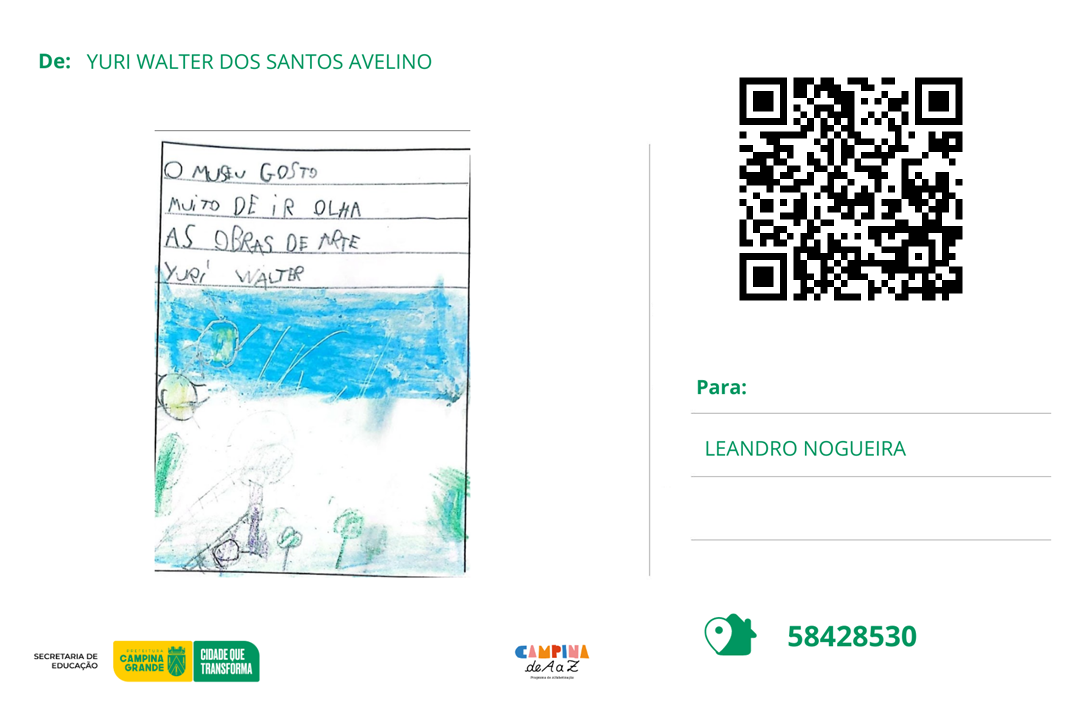 De: YURI WALTER DOS SANTOS AVELINO
O MUSEU GOSTO
MUITO DE IR OLHA
AS OBRAS DE ARTE
YURI WALTER
Para:
LEANDRO NOGUEIRA
58428530
SECRETARIA DE
EDUCAÇÃO
PREFEITURA
CAMPINA
GRANDE
CIDADE QUE
TRANSFORMA
CAMPINA
de A a Z
Programa de Alfabetização